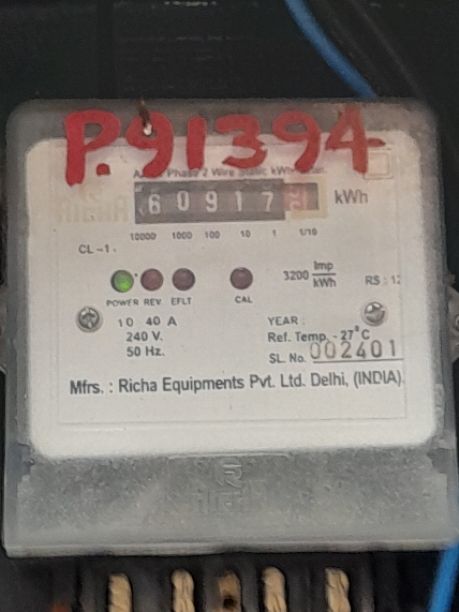 P.91394
Phase 2 Wire Static kWh
60917 kWh
10000 1000 100 10 1 1/10
CL-1.
3200 Imp/kWh
RS : 12
POWER REV. EFLT CAL
10 40 A
240 V.
50 Hz.
YEAR :
Ref. Temp. - 27°C
SL. No. 002401
Mfrs. : Richa Equipments Pvt. Ltd. Delhi, (INDIA).